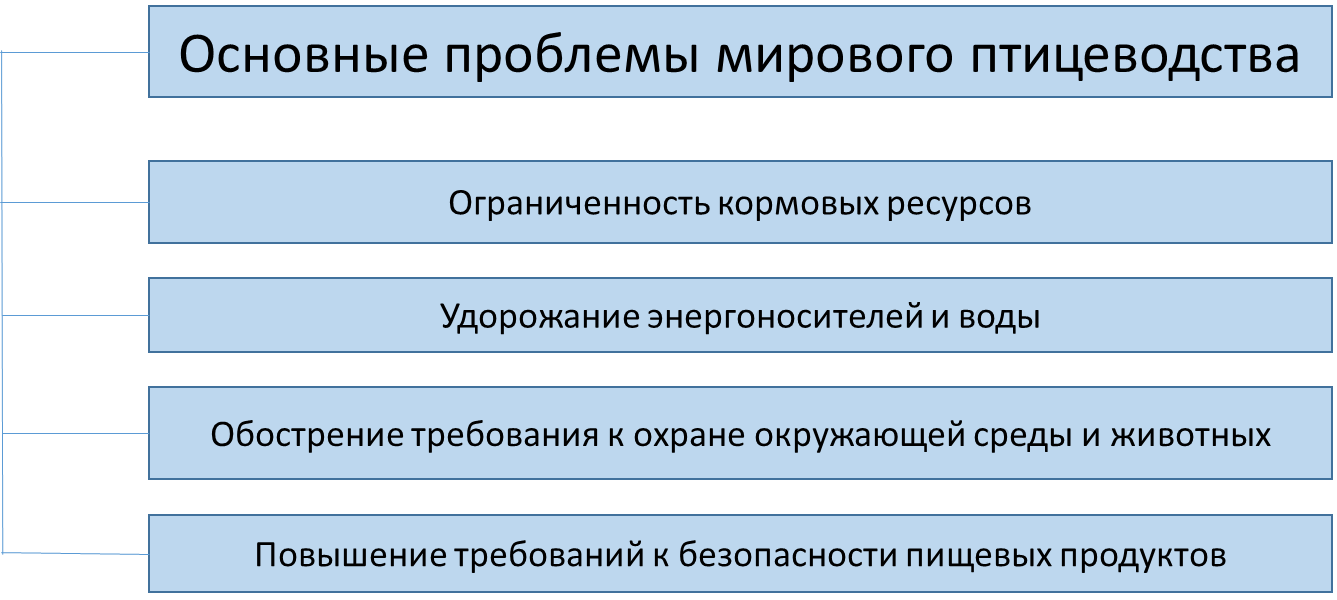 Основные проблемы мирового птицеводства
Ограниченность кормовых ресурсов
Удорожание энергоносителей и воды
Обострение требования к охране окружающей среды и животных
Повышение требований к безопасности пищевых продуктов